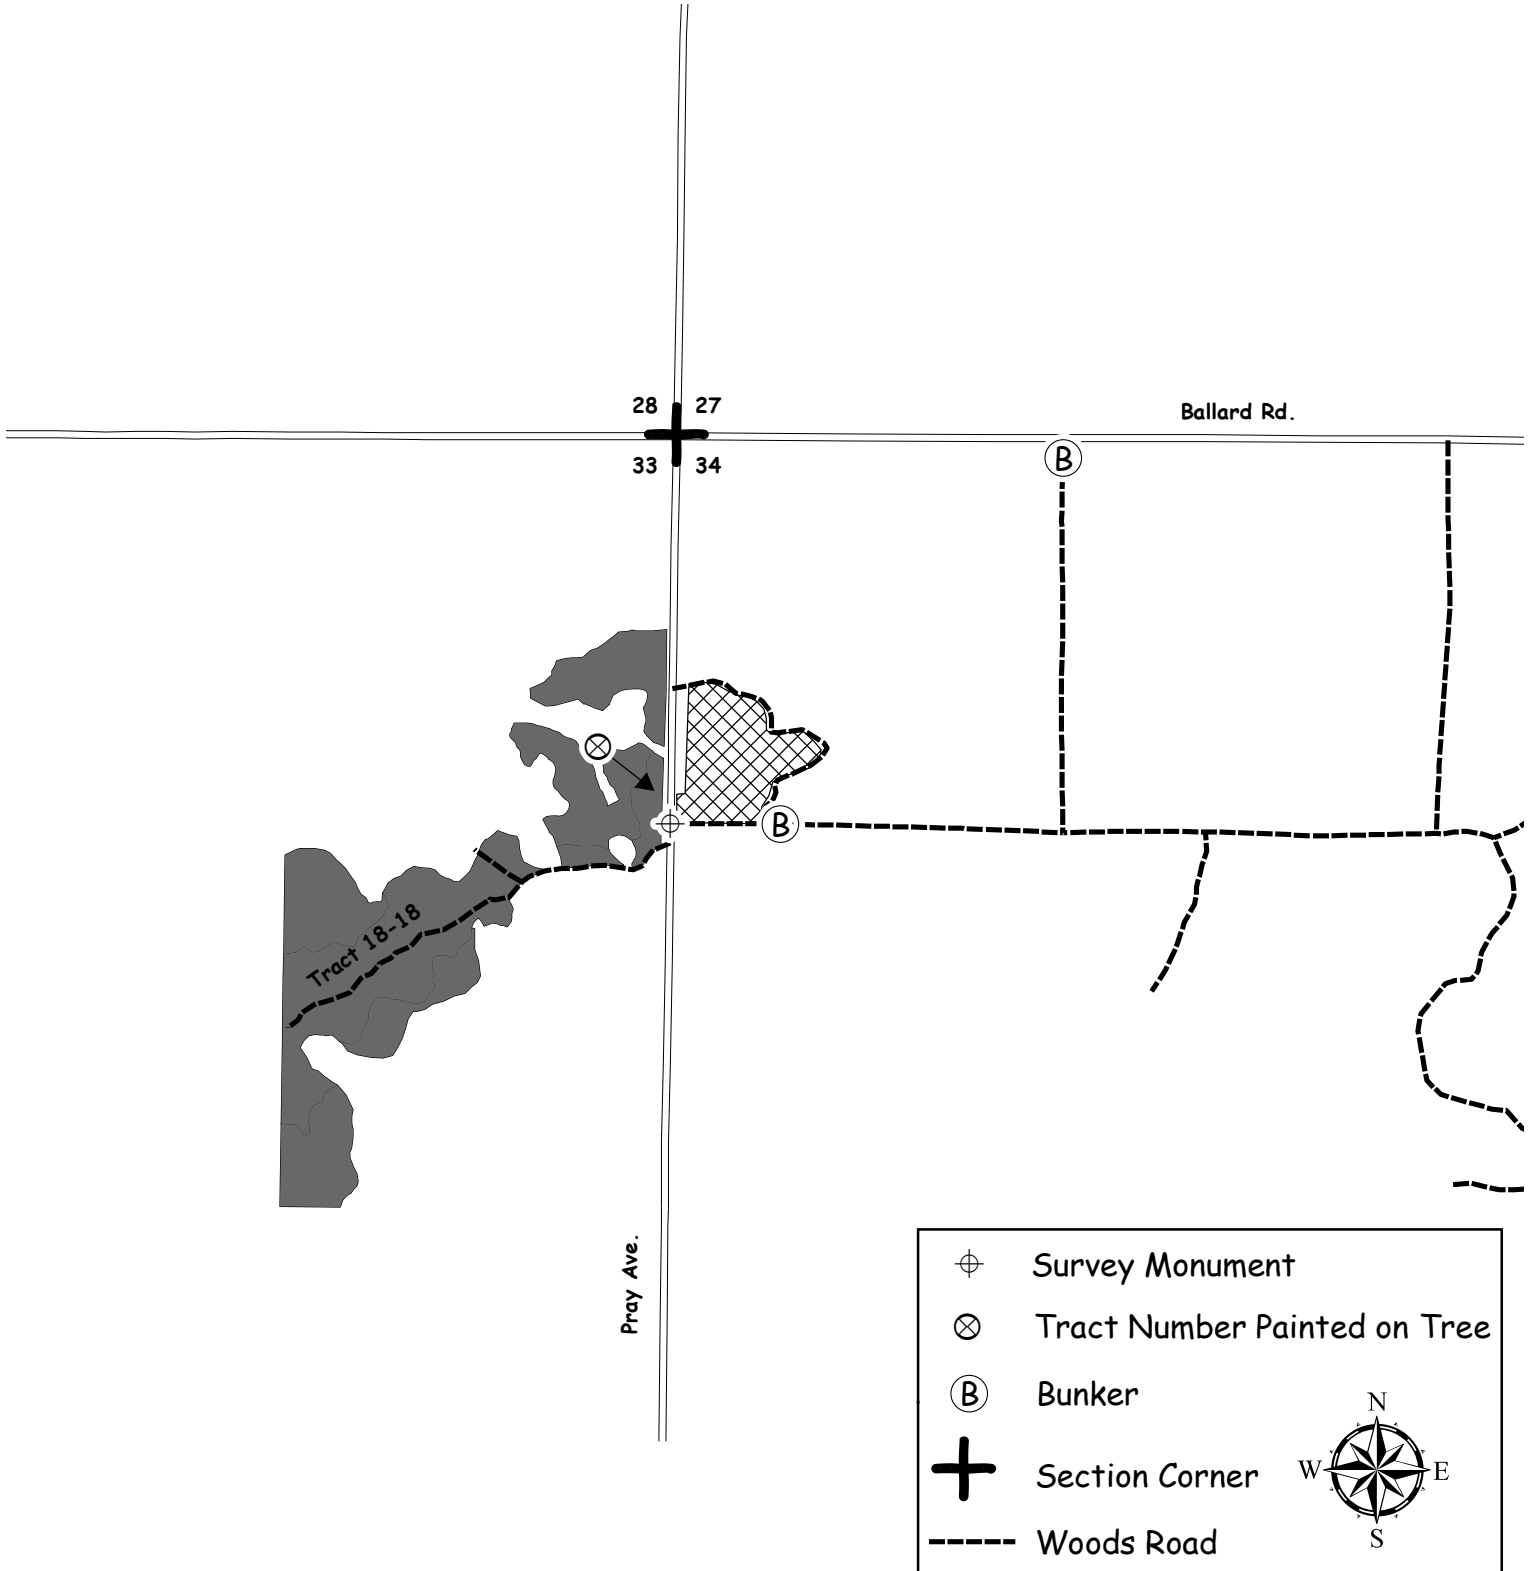 28 27
Ballard Rd.
33 34
B
B
Tract 18-18
Pray Ave.
Survey Monument
Tract Number Painted on Tree
B Bunker
N
W E
Section Corner
S
Woods Road